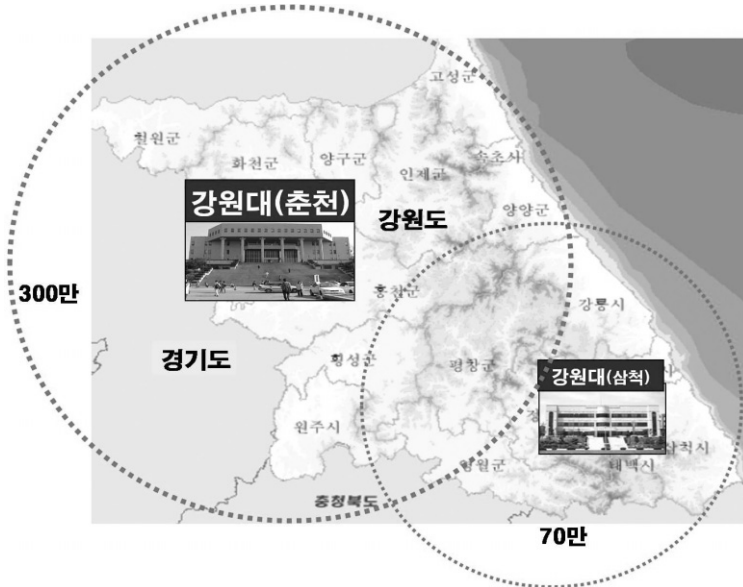 고성군
철원군
화천군
양구군
인제군
속초시
강원대(춘천)
강원도
양양군
300만
홍천군
강릉시
경기도
횡성군
평창군
강원대(삼척)
원주시
삼척시
영월군
태백시
충청북도
70만